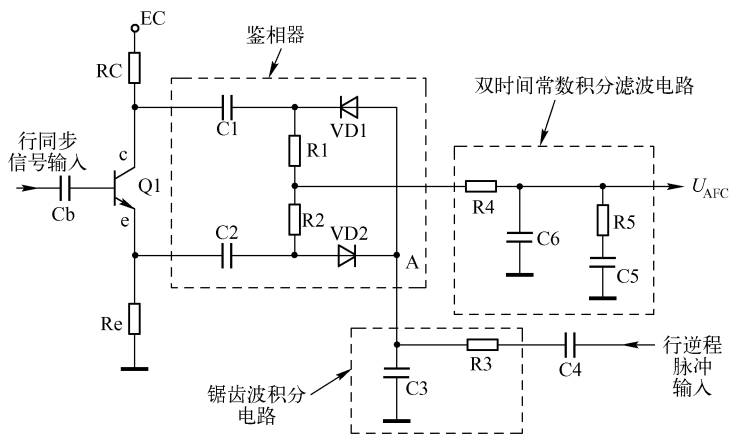 EC
鉴相器
RC
双时间常数积分滤波电路
C1
VD1
行同步
信号输入
c
R1
Q1
Cb
R4
U_AFC
e
R2
C2
VD2
C6
R5
A
C5
Re
行逆程
脉冲
输入
R3
C4
C3
锯齿波积分
电路